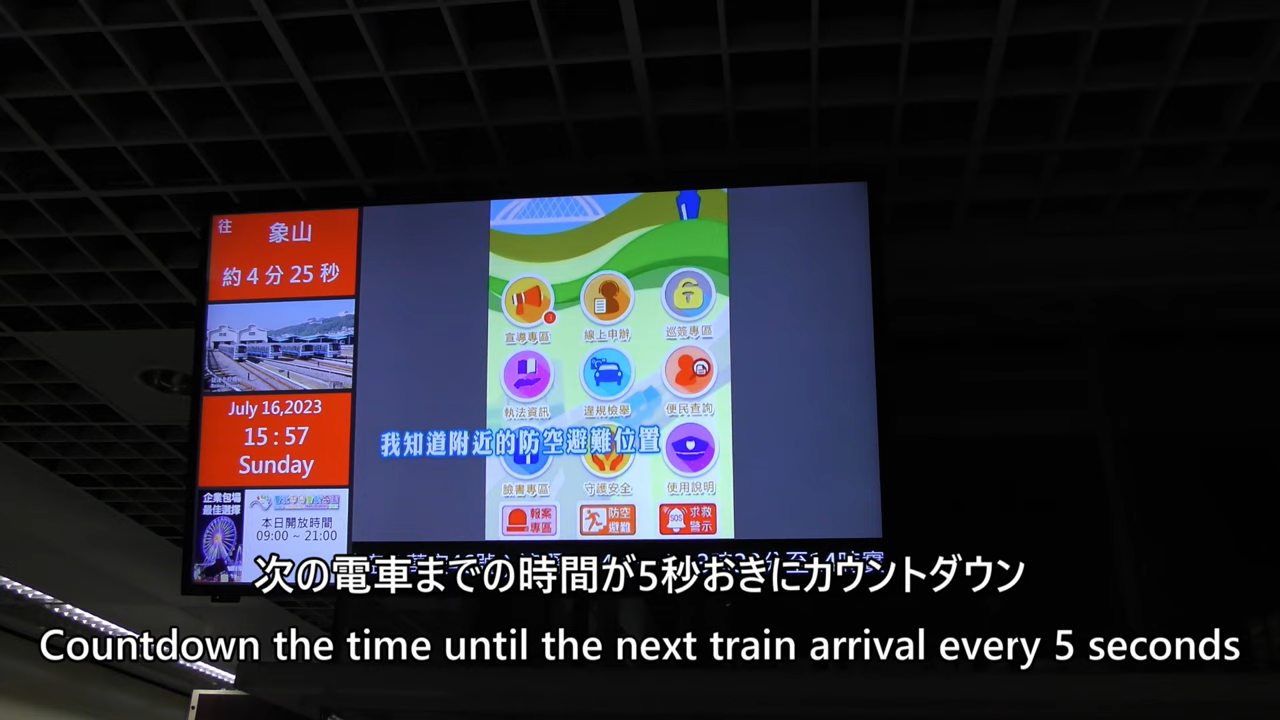 往
象山
約 4 分 25 秒
July 16,2023
15 : 57
Sunday
企業包場
最佳選擇
本日開放時間
09:00 ~ 21:00
宣導專區
線上申辦
巡簽專區
執法資訊
違規檢舉
便民查詢
我知道附近的防空避難位置
臉書專區
守護安全
使用說明
報案
專區
防空
避難
SOS
求救
警示
次の電車までの時間が5秒おきにカウントダウン
Countdown the time until the next train arrival every 5 seconds